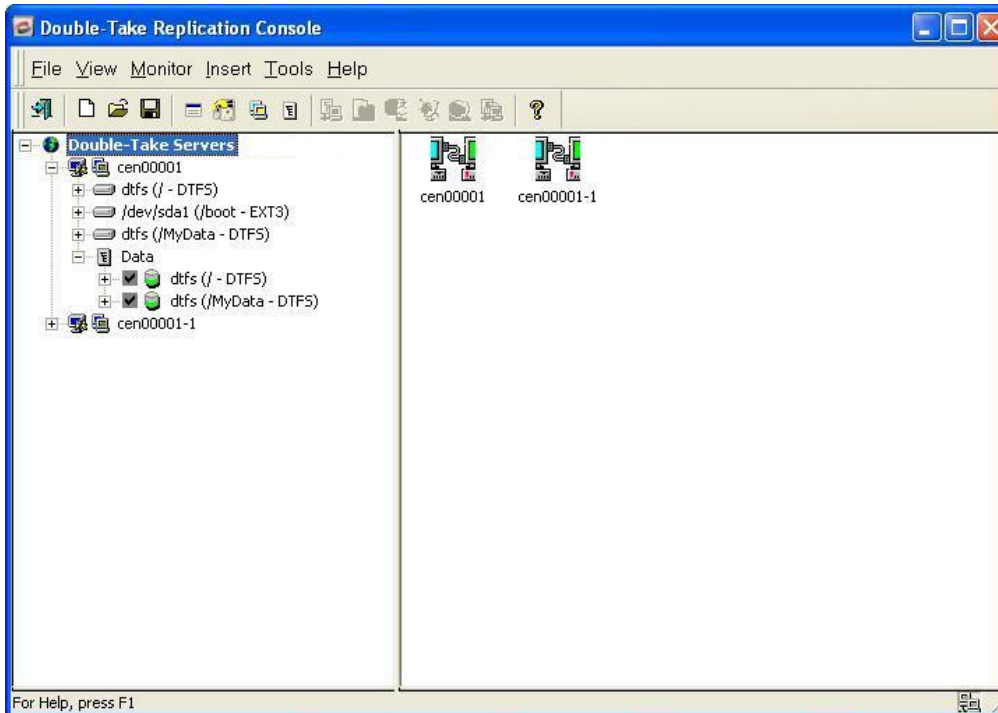 Double-Take Replication Console
File View Monitor Insert Tools Help
Double-Take Servers
cen00001
dtfs (/ - DTFS)
/dev/sda1 (/boot - EXT3)
dtfs (/MyData - DTFS)
Data
dtfs (/ - DTFS)
dtfs (/MyData - DTFS)
cen00001-1
cen00001 cen00001-1
For Help, press F1